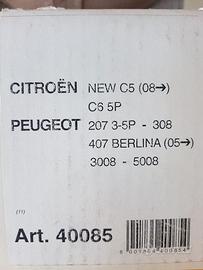 CITROËN NEW C5 (08➔)
C6 5P
PEUGEOT 207 3-5P - 308
407 BERLINA (05➔)
3008 - 5008
Art. 40085